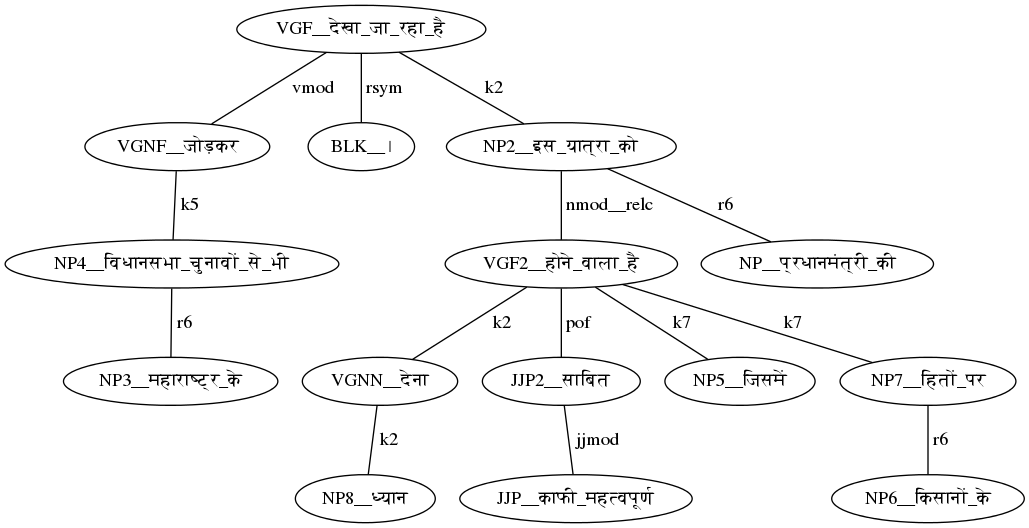 VGF__देखा_जा_रहा_है
vmod
rsym
k2
VGNF__जोड़कर
BLK__।
NP2__इस_यात्रा_को
k5
nmod__relc
r6
NP4__विधानसभा_चुनावों_से_भी
VGF2__होने_वाला_है
NP__प्रधानमंत्री_की
r6
k2
pof
k7
k7
NP3__महाराष्ट्र_के
VGNN__देना
JJP2__साबित
NP5__जिसमें
NP7__हितों_पर
k2
jjmod
r6
NP8__ध्यान
JJP__काफी_महत्वपूर्ण
NP6__किसानों_के